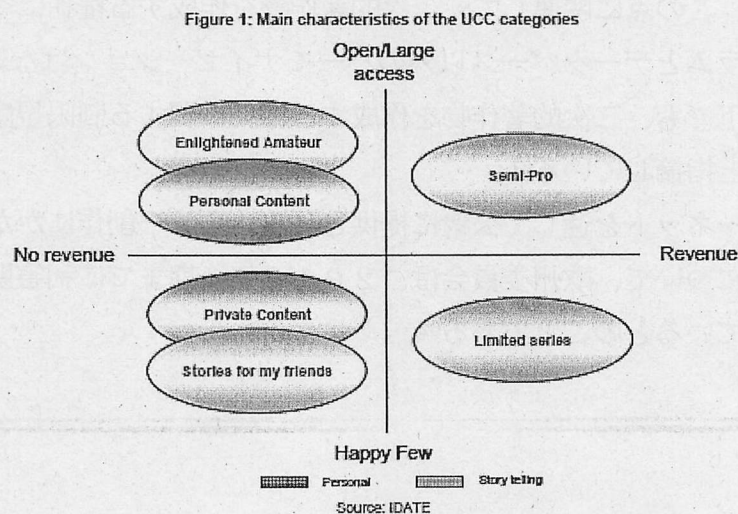 Figure 1: Main characteristics of the UCC categories
Open/Large
access
Enlightened Amateur
Semi-Pro
Personal Content
No revenue
Revenue
Private Content
Limited series
Stories for my friends
Happy Few
Personal
Story telling
Source: IDATE